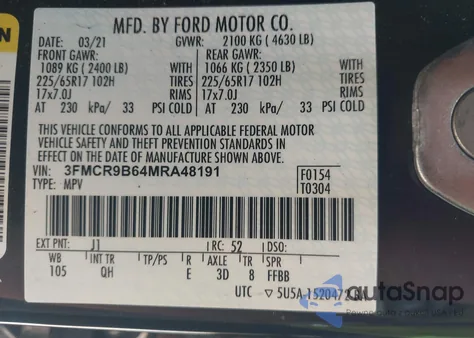 N
MFD. BY FORD MOTOR CO.
DATE: 03/21 GVWR: 2100 KG ( 4630 LB)
FRONT GAWR: REAR GAWR:
1089 KG ( 2400 LB) 1066 KG ( 2350 LB)
225/65R17 102H TIRES 225/65R17 102H TIRES
17x7.0J RIMS 17x7.0J RIMS
AT 230 kPa/ 33 PSI COLD AT 230 kPa/ 33 PSI COLD
THIS VEHICLE CONFORMS TO ALL APPLICABLE FEDERAL MOTOR
VEHICLE SAFETY AND THEFT PREVENTION STANDARDS IN
EFFECT ON THE DATE OF MANUFACTURE SHOWN ABOVE.
VIN: 3FMCR9B64MRA48191 F0154
TYPE: MPV T0304
EXT PNT: J1 RC: 52 DSO:
WB INT TR TP/PS R AXLE TR SPR
105 QH E 3D 8 FFBB
UTC ▽ 5U5A-1520472
autoSnap